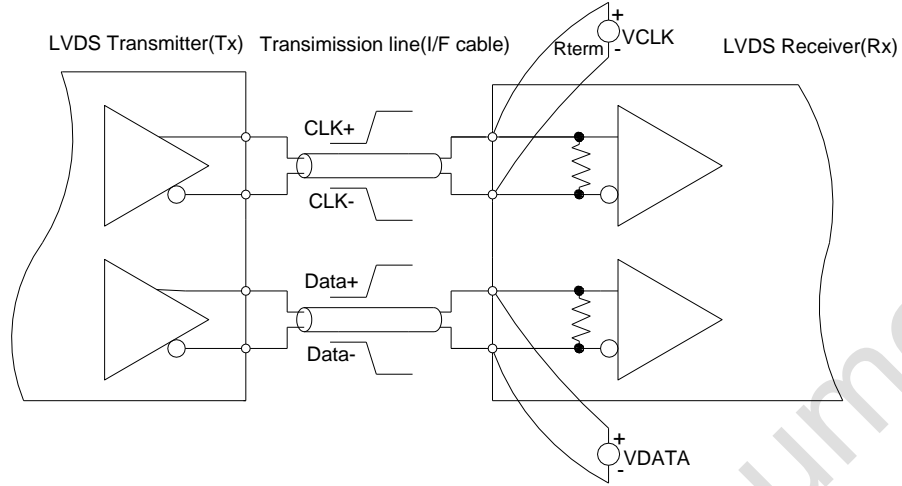 LVDS Transmitter(Tx)
Transimission line(I/F cable)
LVDS Receiver(Rx)
+
VCLK
-
Rterm
CLK+
CLK-
Data+
Data-
+
VDATA
-